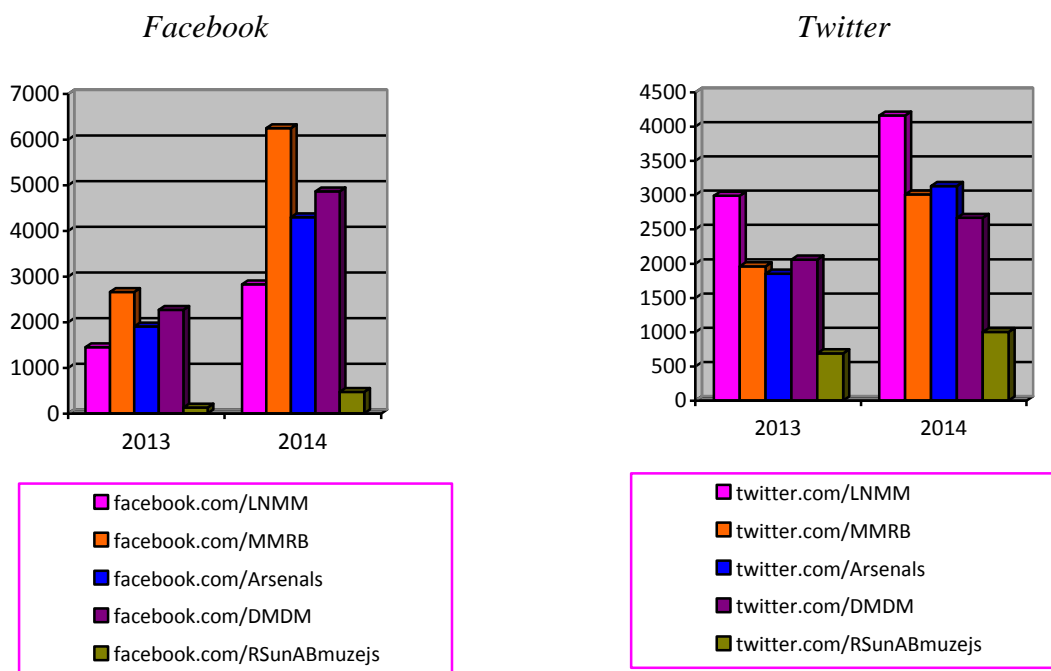 Facebook
7000
6000
5000
4000
3000
2000
1000
0
2013 2014
facebook.com/LNMM
facebook.com/MMRB
facebook.com/Arsenals
facebook.com/DMDM
facebook.com/RSunABmuzejs
Twitter
4500
4000
3500
3000
2500
2000
1500
1000
500
0
2013 2014
twitter.com/LNMM
twitter.com/MMRB
twitter.com/Arsenals
twitter.com/DMDM
twitter.com/RSunABmuzejs